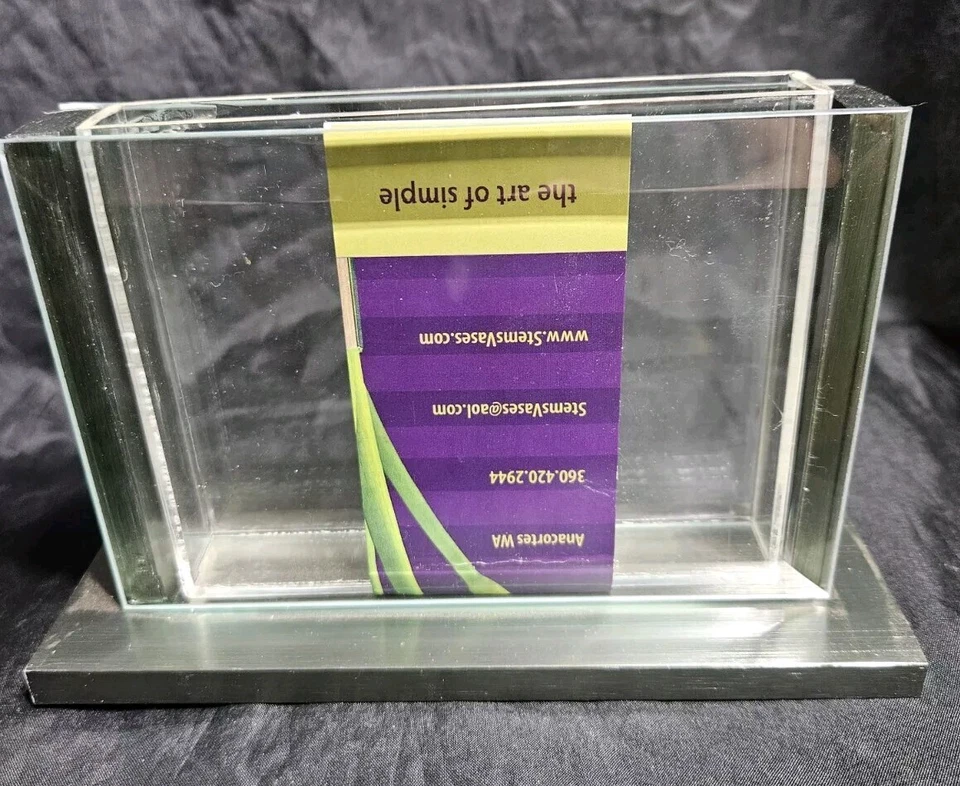 Anacortes WA
360.420.2944
StemsVases@aol.com
www.StemsVases.com
the art of simple